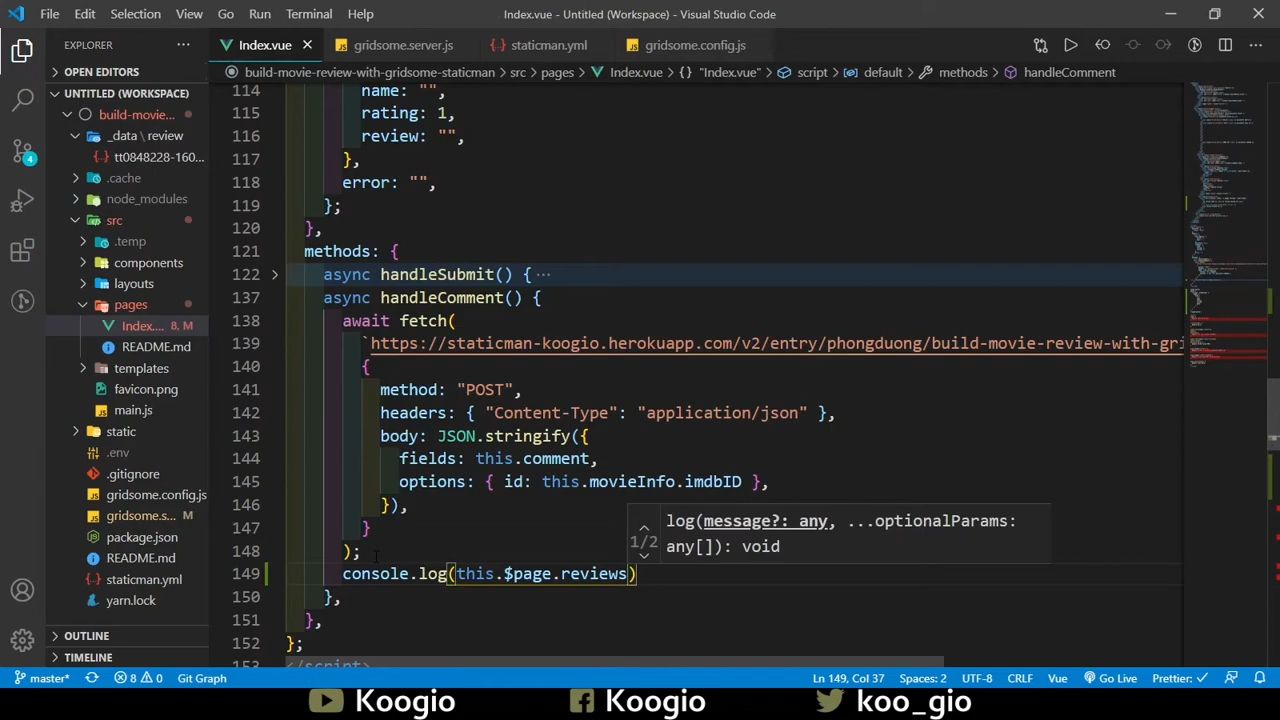 File Edit Selection View Go Run Terminal Help Index.vue - Untitled (Workspace) - Visual Studio Code
EXPLORER
Index.vue gridsome.server.js staticman.yml gridsome.config.js
build-movie-review-with-gridsome-staticman > src > pages > Index.vue > {} "Index.vue" > script > default > methods > handleComment
OPEN EDITORS
UNTITLED (WORKSPACE)
build-movie...
_data \ review
tt0848228-160...
.cache
node_modules
src
.temp
components
layouts
pages
Index.... 8, M
README.md
templates
favicon.png
main.js
static
.env
.gitignore
gridsome.config.js
gridsome.s... M
package.json
README.md
staticman.yml
yarn.lock
OUTLINE
TIMELINE
4
114 name: "",
115 rating: 1,
116 review: "",
117 },
118 error: "",
119 };
120 },
121 methods: {
122 async handleSubmit() { ...
137 async handleComment() {
138 await fetch(
139 `https://staticman-koogio.herokuapp.com/v2/entry/phongduong/build-movie-review-with-gri
140 {
141 method: "POST",
142 headers: { "Content-Type": "application/json" },
143 body: JSON.stringify({
144 fields: this.comment,
145 options: { id: this.movieInfo.imdbID },
146 }),
147 }
148 );
149 console.log(this.$page.reviews)
150 },
151 },
152 };
153 </script>
1/2
log(message?: any, ...optionalParams:
any[]): void
master* 8 0 Git Graph Ln 149, Col 37 Spaces: 2 UTF-8 CRLF Vue Go Live Prettier: ✓
Koogio Koogio koo_gio